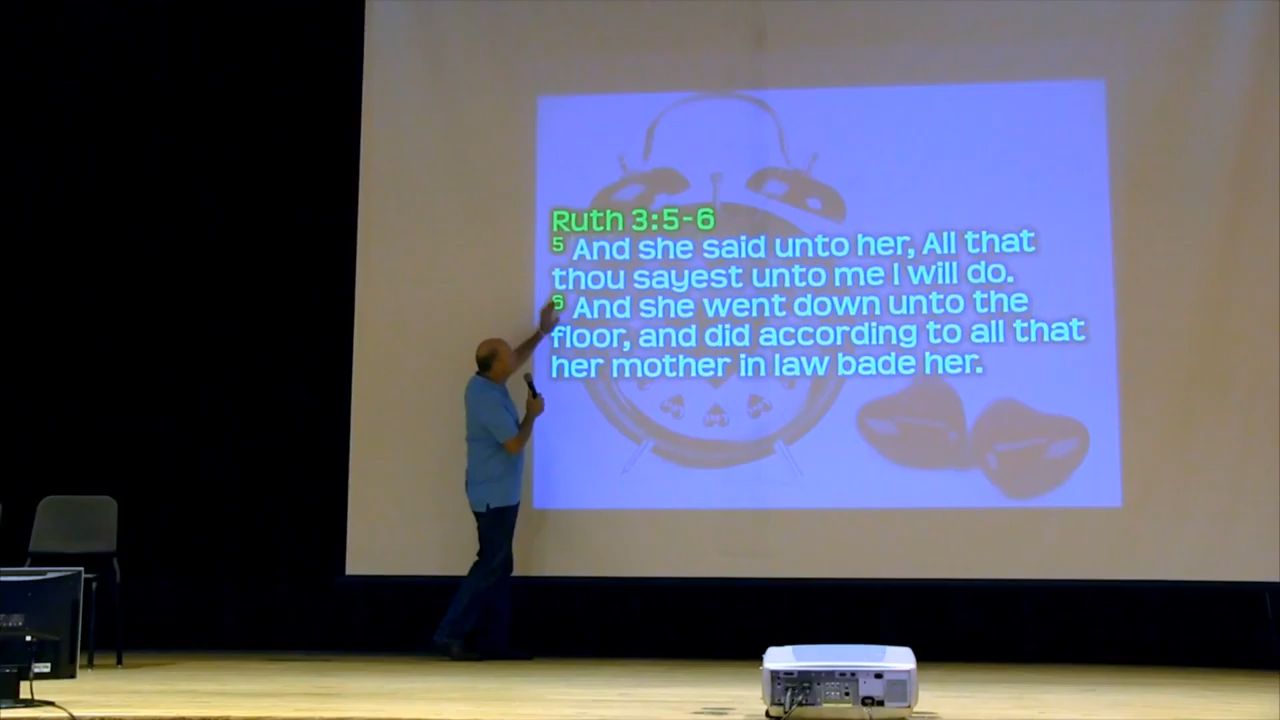 Ruth 3:5-6
5 And she said unto her, All that
thou sayest unto me I will do.
6 And she went down unto the
floor, and did according to all that
her mother in law bade her.